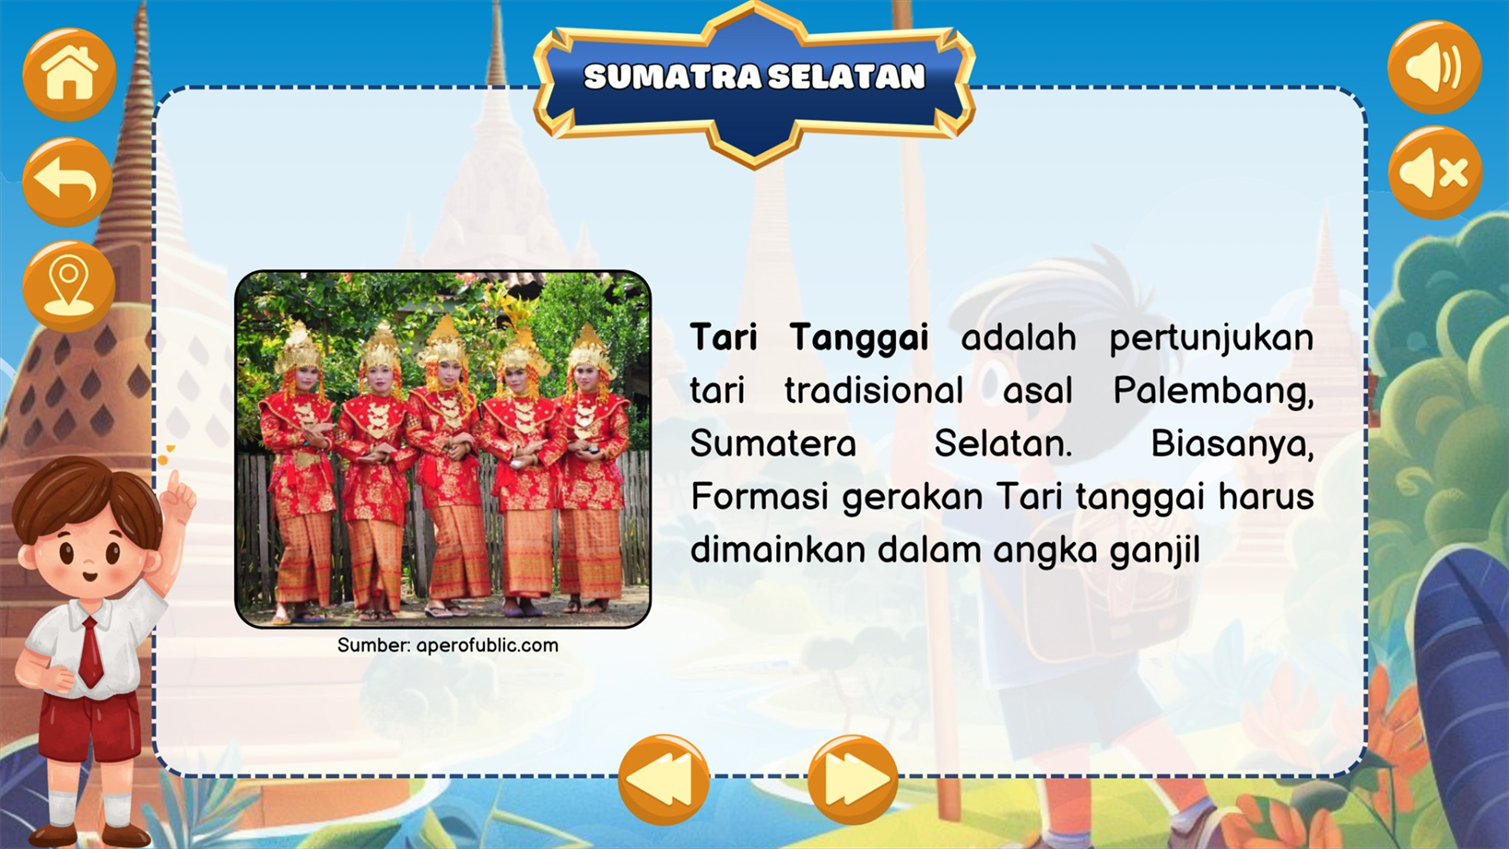 SUMATRA SELATAN
Tari Tanggai adalah pertunjukan
tari tradisional asal Palembang,
Sumatera Selatan. Biasanya,
Formasi gerakan Tari tanggai harus
dimainkan dalam angka ganjil
Sumber: aperofublic.com